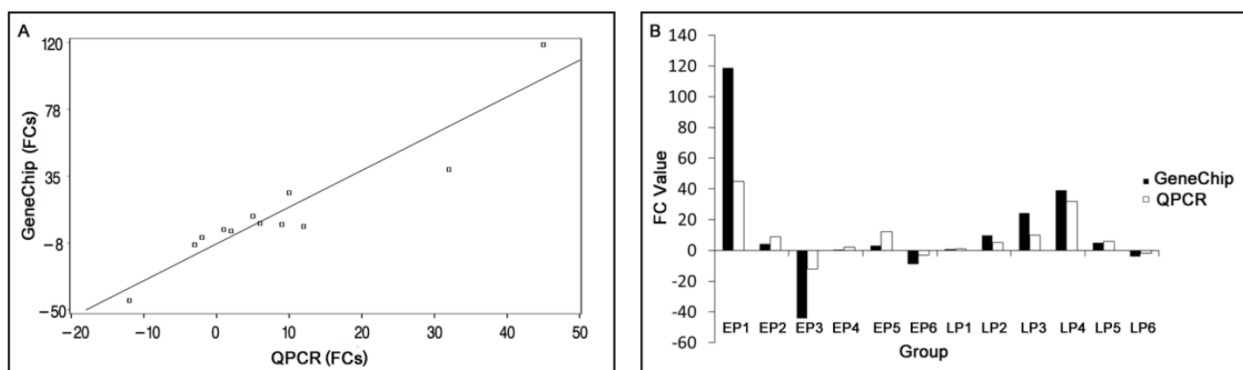 A
120
78
35
−8
−50
−20
−10
0
10
20
30
40
50
GeneChip (FCs)
QPCR (FCs)
B
140
120
100
80
60
40
20
0
-20
-40
-60
FC Value
EP1 EP2 EP3 EP4 EP5 EP6 LP1 LP2 LP3 LP4 LP5 LP6
Group
GeneChip
QPCR